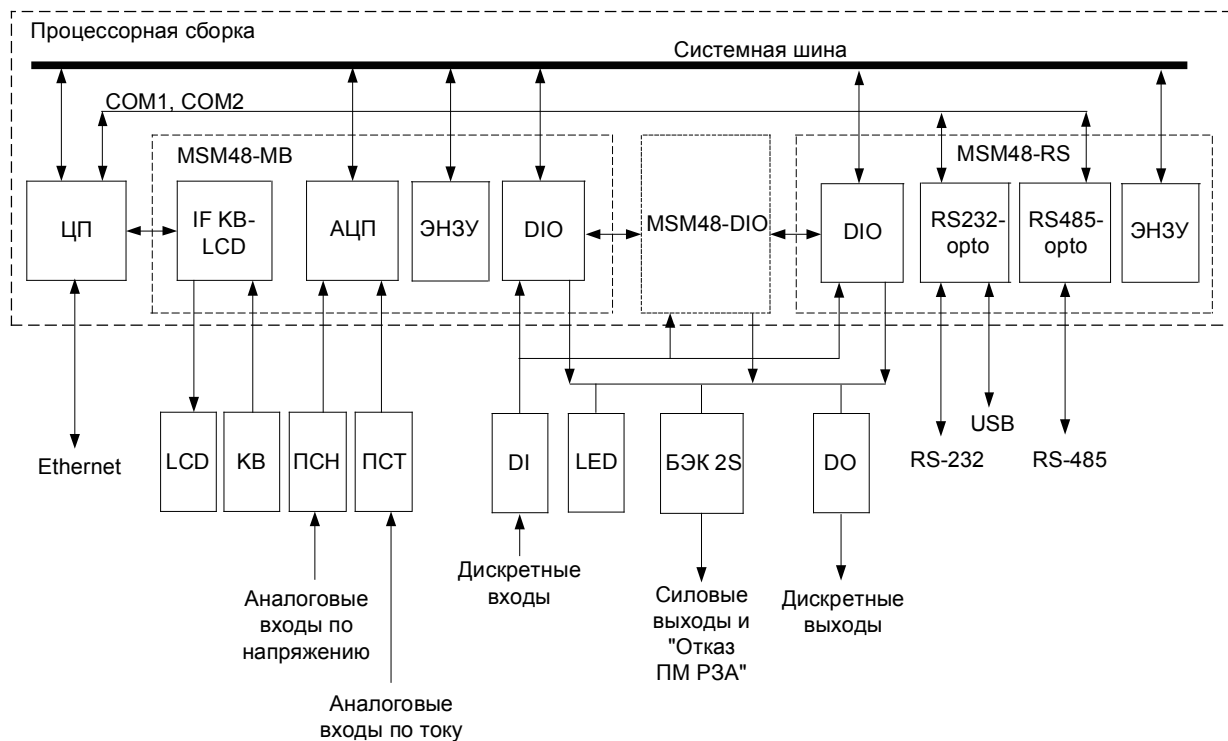 Процессорная сборка
Системная шина
COM1, COM2
MSM48-MB
MSM48-RS
ЦП
IF KB-
LCD
АЦП
ЭНЗУ
DIO
MSM48-DIO
DIO
RS232-
opto
RS485-
opto
ЭНЗУ
Ethernet
LCD
KB
ПСН
ПСТ
DI
LED
БЭК 2S
DO
USB
RS-232
RS-485
Аналоговые
входы по
напряжению
Аналоговые
входы по току
Дискретные
входы
Силовые
выходы и
"Отказ
ПМ РЗА"
Дискретные
выходы